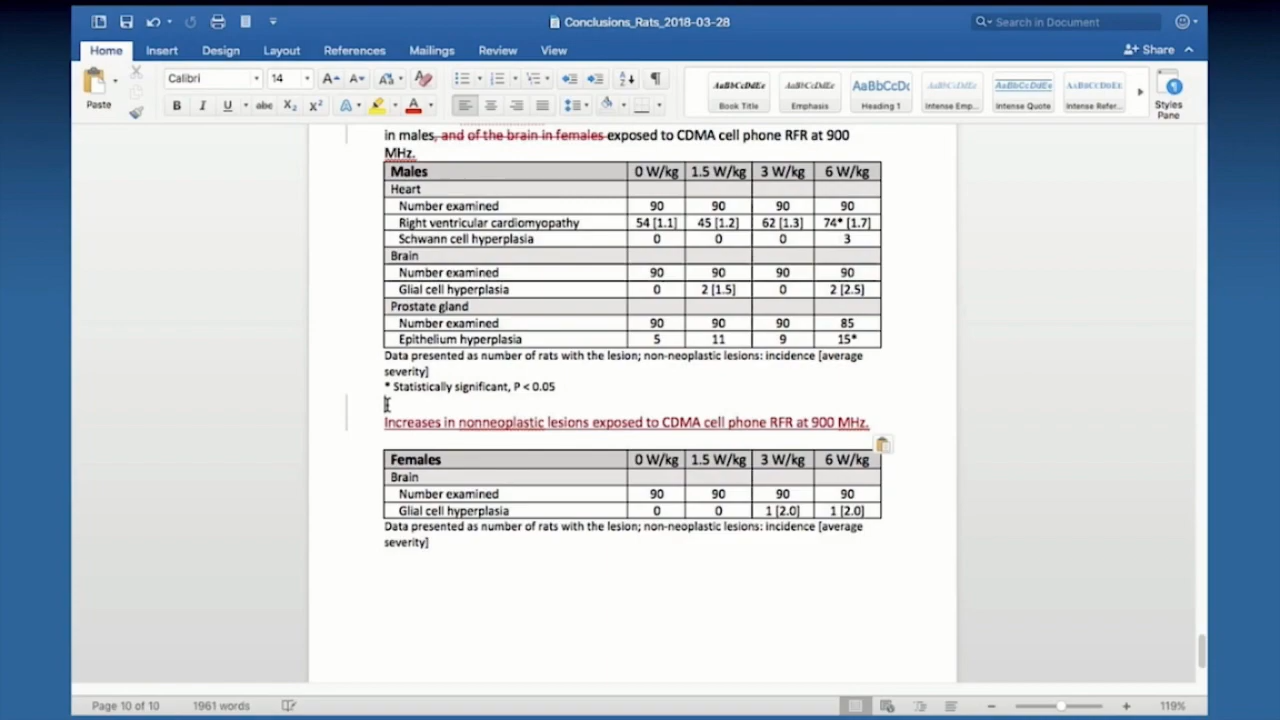 Conclusions_Rats_2018-03-28
Search in Document
Home Insert Design Layout References Mailings Review View
Share
Paste
Calibri 14
AaBbCcDdEe AaBbCcDdEe AaBbCcDc AaBbCcDdEe AaBbCcDdEe AaBbCcDdEe
Book Title Emphasis Heading 1 Intense Emp... Intense Quote Intense Refer...
Styles
Pane
in males, and of the brain in females exposed to CDMA cell phone RFR at 900
MHz.
Males 0 W/kg 1.5 W/kg 3 W/kg 6 W/kg
Heart
Number examined 90 90 90 90
Right ventricular cardiomyopathy 54 [1.1] 45 [1.2] 62 [1.3] 74* [1.7]
Schwann cell hyperplasia 0 0 0 3
Brain
Number examined 90 90 90 90
Glial cell hyperplasia 0 2 [1.5] 0 2 [2.5]
Prostate gland
Number examined 90 90 90 85
Epithelium hyperplasia 5 11 9 15*
Data presented as number of rats with the lesion; non-neoplastic lesions: incidence [average
severity]
* Statistically significant, P < 0.05
Increases in nonneoplastic lesions exposed to CDMA cell phone RFR at 900 MHz.
Females 0 W/kg 1.5 W/kg 3 W/kg 6 W/kg
Brain
Number examined 90 90 90 90
Glial cell hyperplasia 0 0 1 [2.0] 1 [2.0]
Data presented as number of rats with the lesion; non-neoplastic lesions: incidence [average
severity]
Page 10 of 10 1961 words 119%